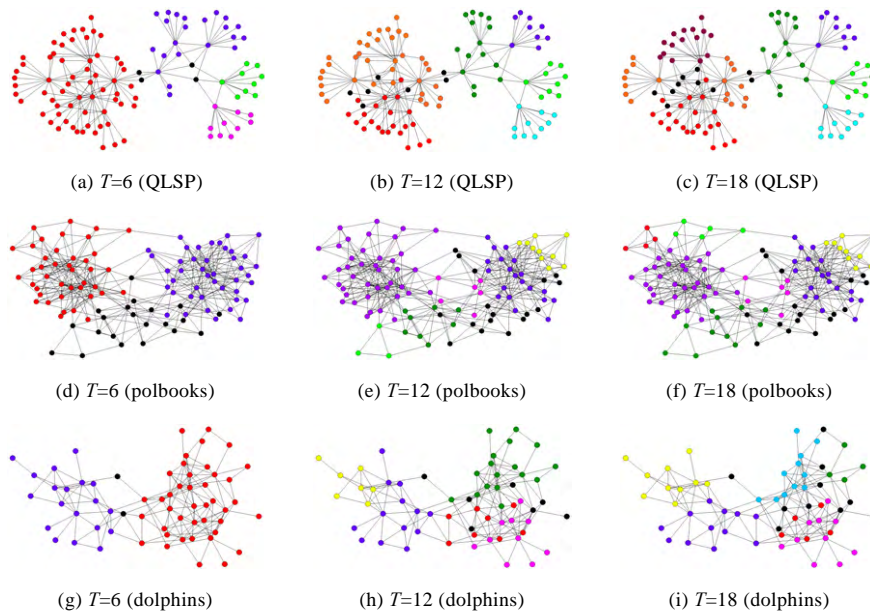 (a) T=6 (QLSP)
(b) T=12 (QLSP)
(c) T=18 (QLSP)
(d) T=6 (polbooks)
(e) T=12 (polbooks)
(f) T=18 (polbooks)
(g) T=6 (dolphins)
(h) T=12 (dolphins)
(i) T=18 (dolphins)